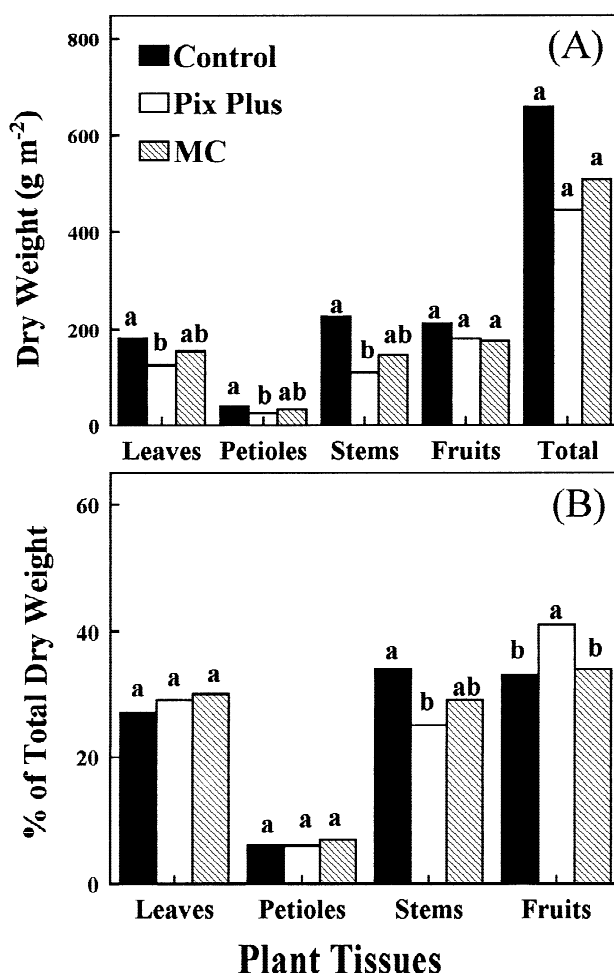 800
(A)
Control
Pix Plus
MC
600
400
200
0
Dry Weight (g m-2)
a b ab
a b ab
a b ab
a a a
a a a
Leaves Petioles Stems Fruits Total
60
(B)
40
20
0
% of Total Dry Weight
a a a
a a a
a b ab
b a b
Leaves Petioles Stems Fruits
Plant Tissues